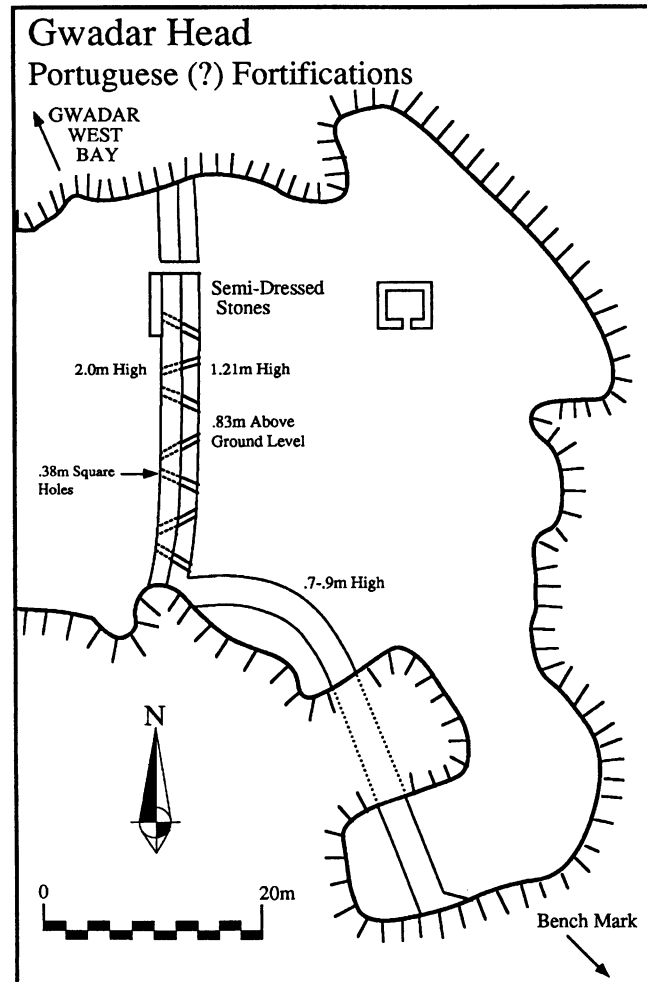 Gwadar Head
Portuguese (?) Fortifications
GWADAR
WEST
BAY
Semi-Dressed
Stones
2.0m High
1.21m High
.83m Above
Ground Level
.38m Square
Holes
.7-.9m High
N
0
20m
Bench Mark